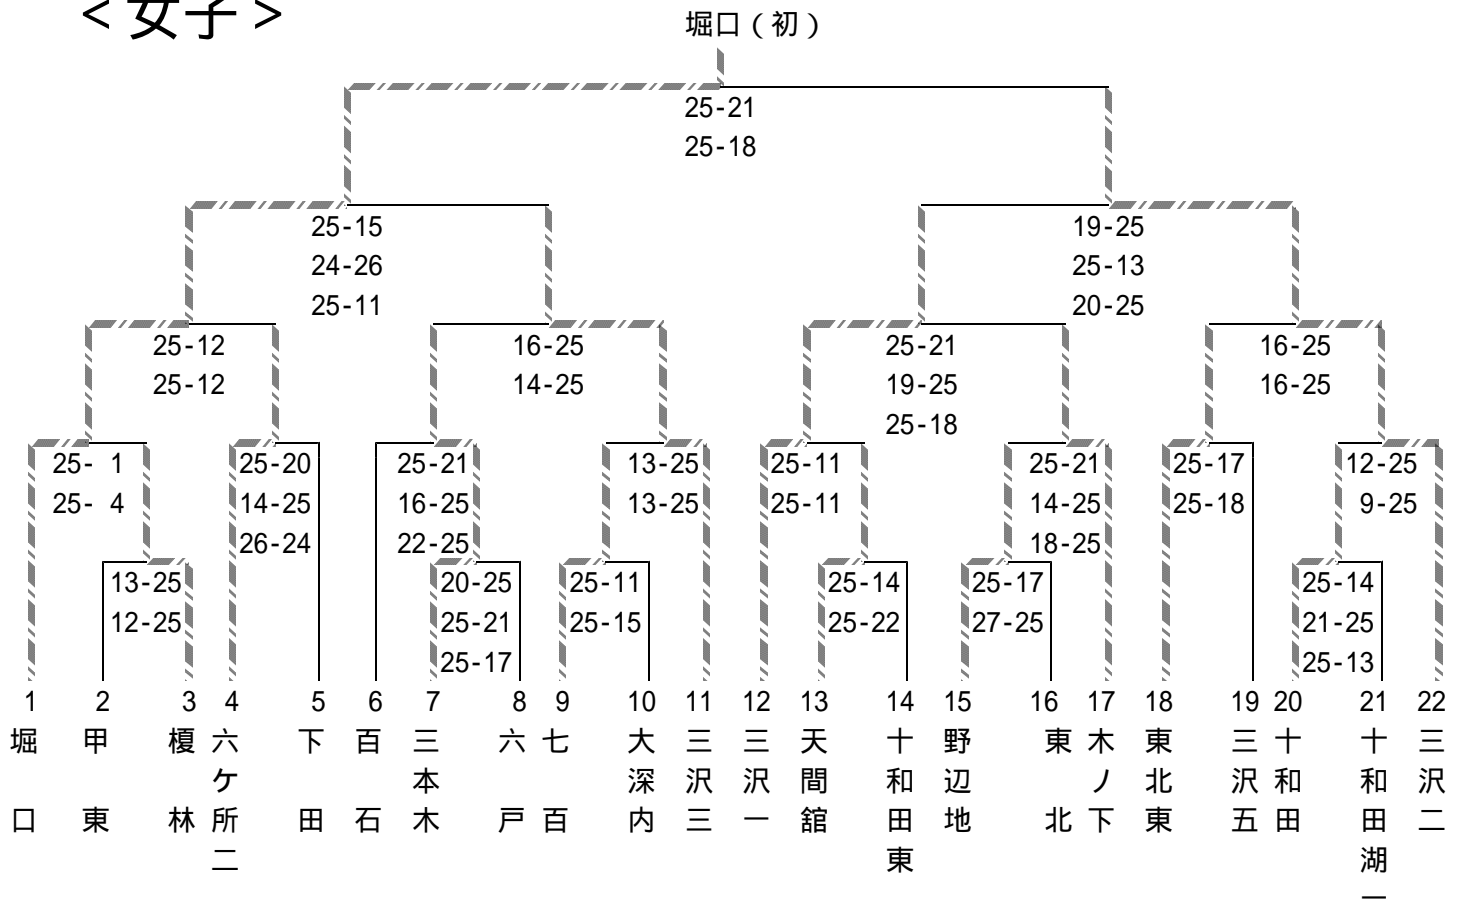 ＜女子＞
堀口（初）
25-21
25-18
25-15
24-26
25-11
19-25
25-13
20-25
25-12
25-12
16-25
14-25
25-21
19-25
25-18
16-25
16-25
25- 1
25- 4
25-20
14-25
26-24
25-21
16-25
22-25
13-25
13-25
25-11
25-11
25-21
14-25
18-25
25-17
25-18
12-25
9-25
13-25
12-25
20-25
25-21
25-17
25-11
25-15
25-14
25-22
25-17
27-25
25-14
21-25
25-13
1 堀口
2 甲東
3 榎林
4 六ケ所二
5 下田
6 百石
7 三本木
8 六戸
9 七百
10 大深内
11 三沢三
12 三沢一
13 天間舘
14 十和田東
15 野辺地
16 東北
17 木ノ下
18 東北東
19 三沢五
20 十和田
21 十和田湖一
22 三沢二